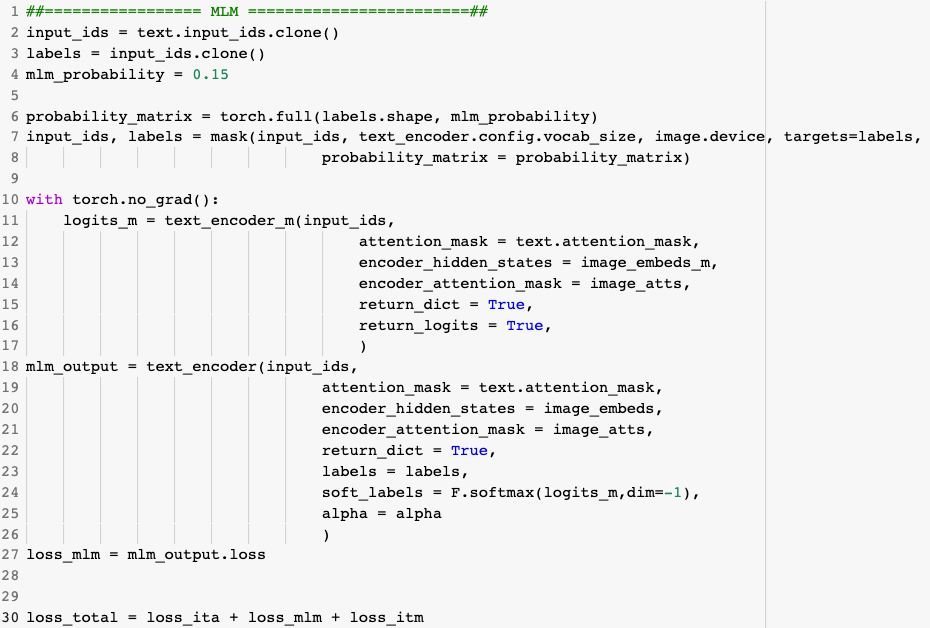 1 ##================= MLM ========================##
2 input_ids = text.input_ids.clone()
3 labels = input_ids.clone()
4 mlm_probability = 0.15
5
6 probability_matrix = torch.full(labels.shape, mlm_probability)
7 input_ids, labels = mask(input_ids, text_encoder.config.vocab_size, image.device, targets=labels,
8                                 probability_matrix = probability_matrix)
9
10 with torch.no_grad():
11     logits_m = text_encoder_m(input_ids,
12                                     attention_mask = text.attention_mask,
13                                     encoder_hidden_states = image_embeds_m,
14                                     encoder_attention_mask = image_atts,
15                                     return_dict = True,
16                                     return_logits = True,
17                                     )
18 mlm_output = text_encoder(input_ids,
19                                 attention_mask = text.attention_mask,
20                                 encoder_hidden_states = image_embeds,
21                                 encoder_attention_mask = image_atts,
22                                 return_dict = True,
23                                 labels = labels,
24                                 soft_labels = F.softmax(logits_m,dim=-1),
25                                 alpha = alpha
26                                 )
27 loss_mlm = mlm_output.loss
28
29
30 loss_total = loss_ita + loss_mlm + loss_itm